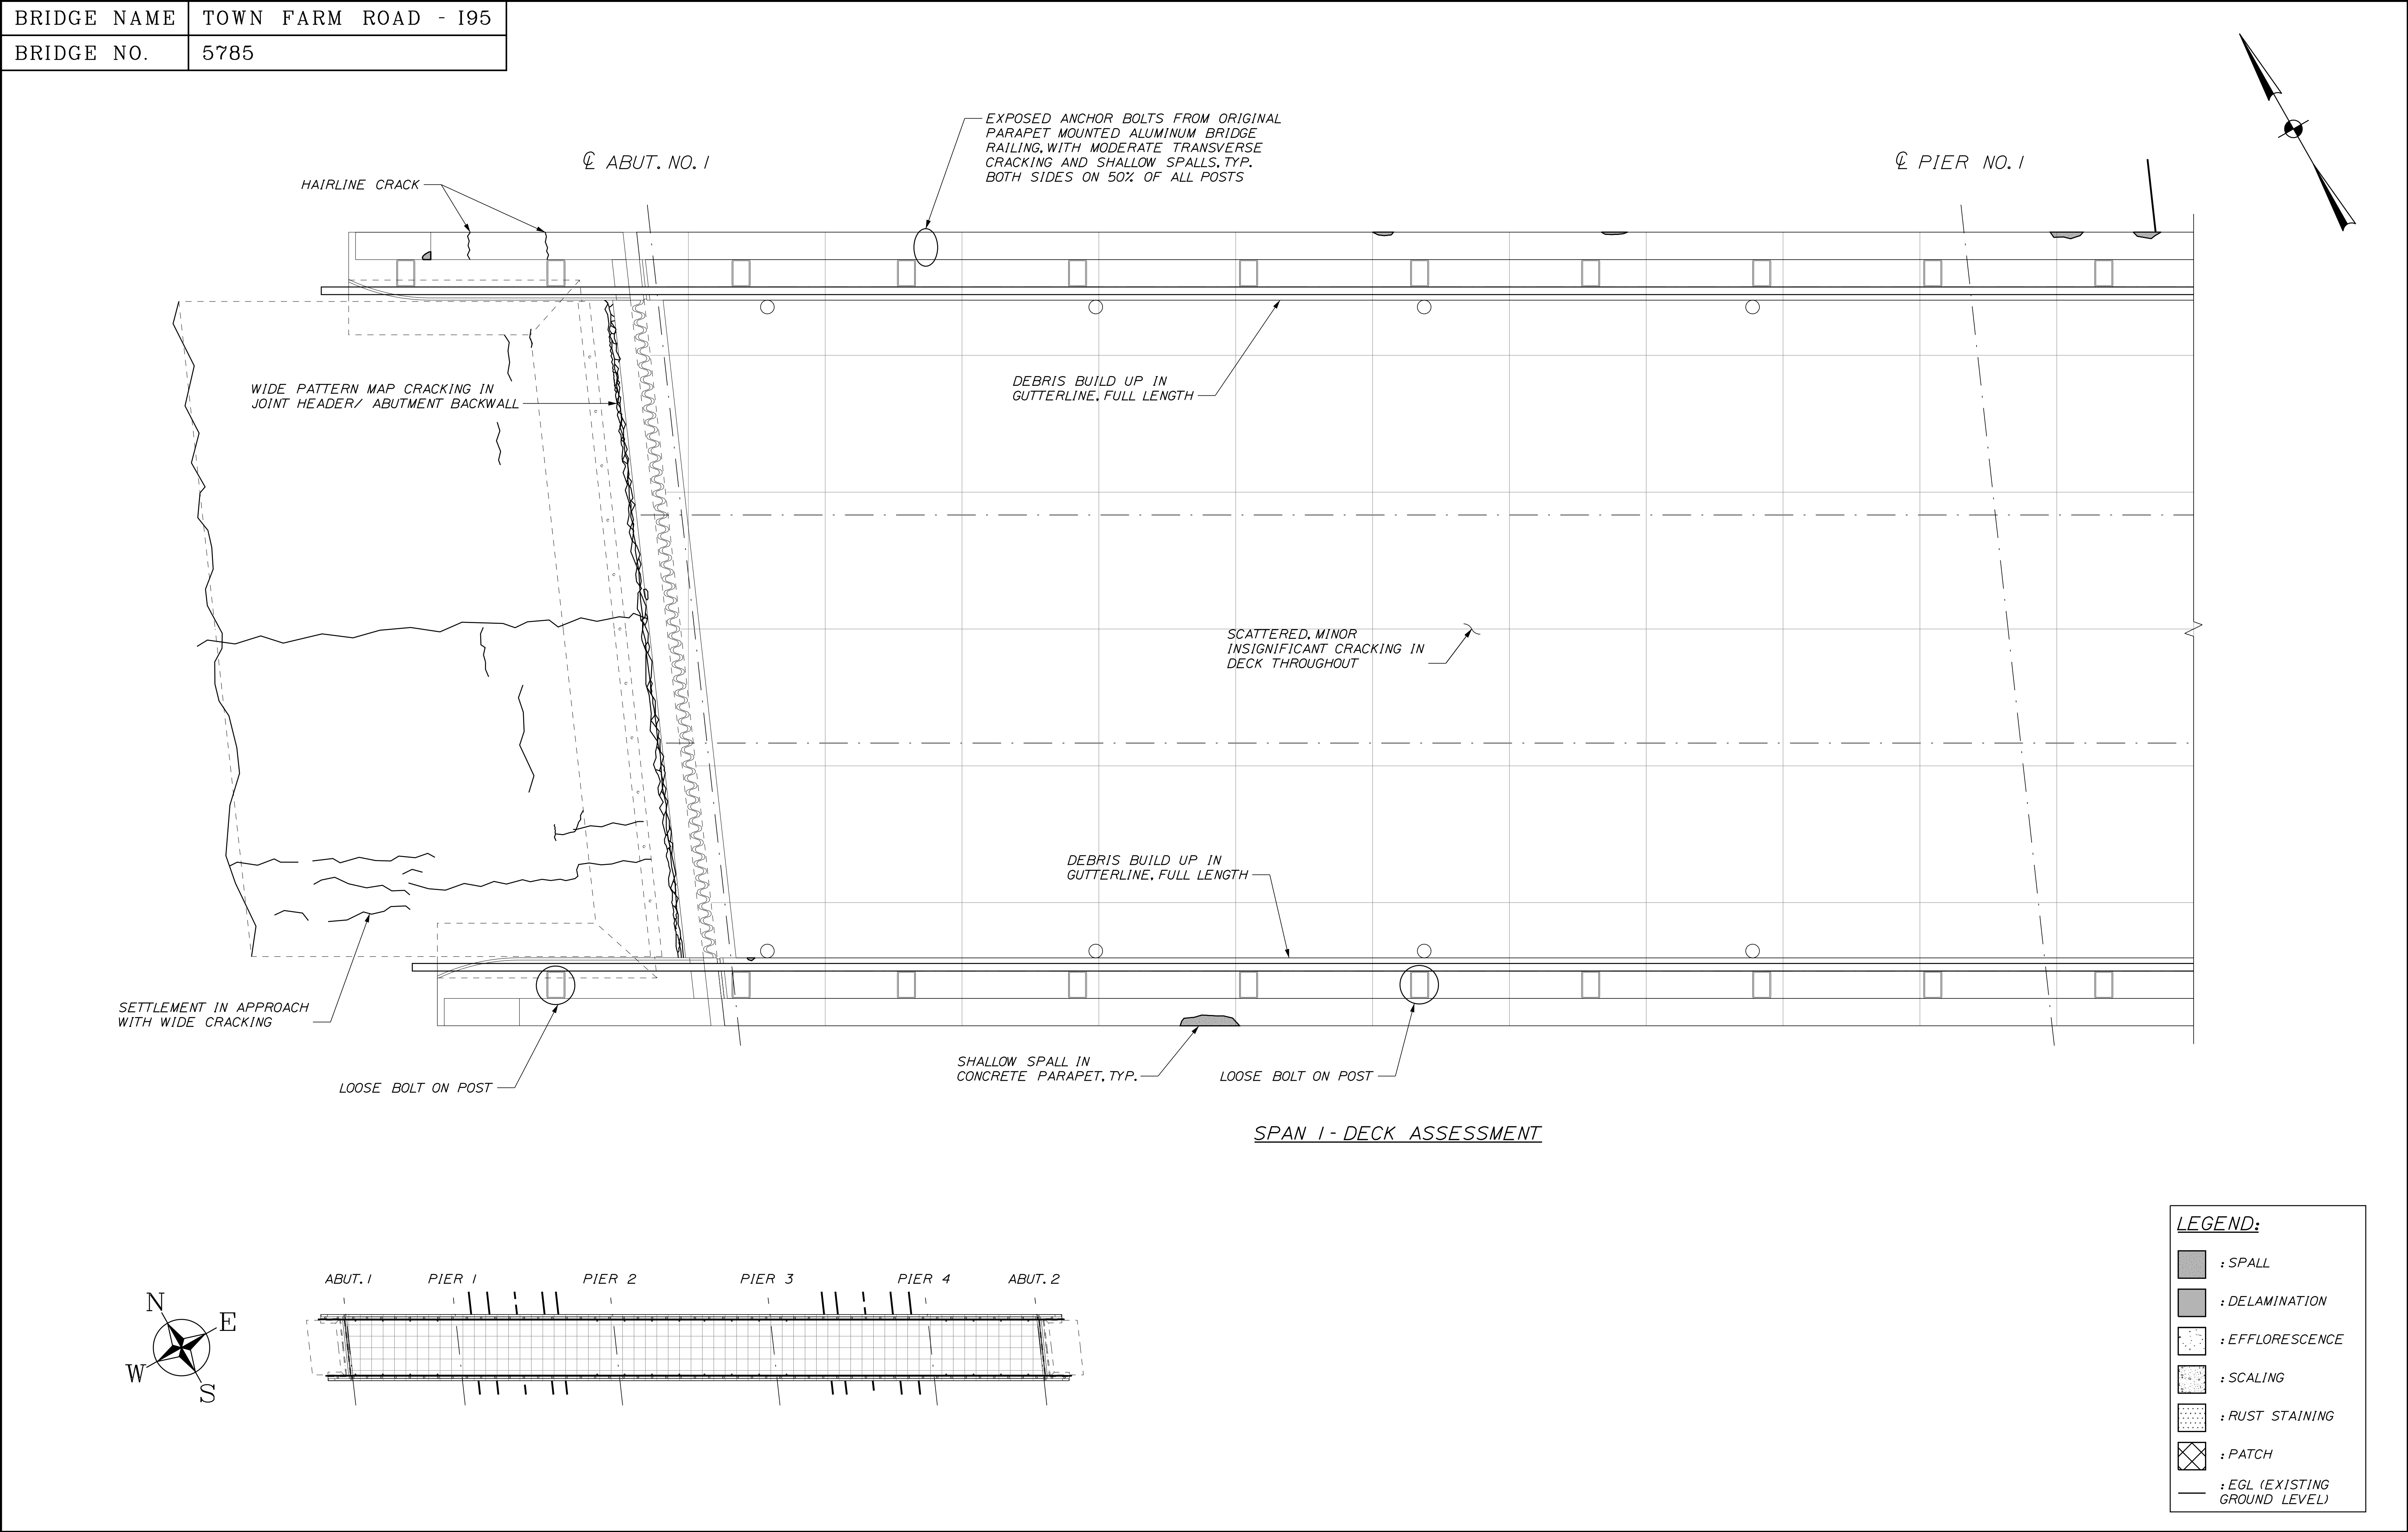 BRIDGE NAME TOWN FARM ROAD - I95
BRIDGE NO. 5785
EXPOSED ANCHOR BOLTS FROM ORIGINAL
PARAPET MOUNTED ALUMINUM BRIDGE
RAILING, WITH MODERATE TRANSVERSE
CRACKING AND SHALLOW SPALLS, TYP.
BOTH SIDES ON 50% OF ALL POSTS
℄ ABUT. NO. 1
℄ PIER NO. 1
HAIRLINE CRACK
WIDE PATTERN MAP CRACKING IN
JOINT HEADER/ ABUTMENT BACKWALL
DEBRIS BUILD UP IN
GUTTERLINE, FULL LENGTH
SCATTERED, MINOR
INSIGNIFICANT CRACKING IN
DECK THROUGHOUT
DEBRIS BUILD UP IN
GUTTERLINE, FULL LENGTH
SETTLEMENT IN APPROACH
WITH WIDE CRACKING
LOOSE BOLT ON POST
SHALLOW SPALL IN
CONCRETE PARAPET, TYP.
LOOSE BOLT ON POST
SPAN 1 - DECK ASSESSMENT
N
E
W
S
ABUT. 1 PIER 1 PIER 2 PIER 3 PIER 4 ABUT. 2
LEGEND:
: SPALL
: DELAMINATION
: EFFLORESCENCE
: SCALING
: RUST STAINING
: PATCH
: EGL (EXISTING
GROUND LEVEL)